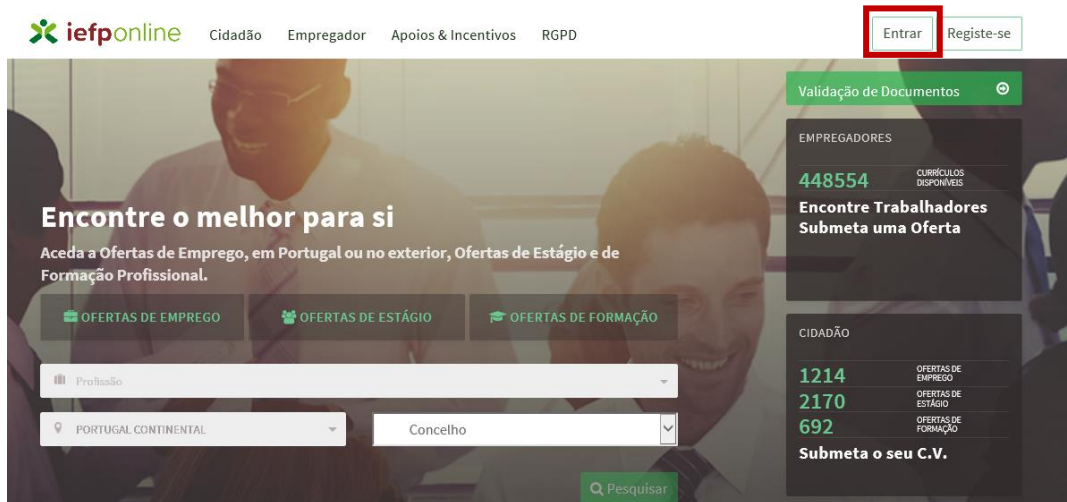 iefponline
Cidadão Empregador Apoios & Incentivos RGPD
Entrar Registe-se
Encontre o melhor para si
Aceda a Ofertas de Emprego, em Portugal ou no exterior, Ofertas de Estágio e de
Formação Profissional.
OFERTAS DE EMPREGO OFERTAS DE ESTÁGIO OFERTAS DE FORMAÇÃO
Profissão
PORTUGAL CONTINENTAL Concelho
Pesquisar
Validação de Documentos
EMPREGADORES
448554 CURRÍCULOS
DISPONÍVEIS
Encontre Trabalhadores
Submeta uma Oferta
CIDADÃO
1214 OFERTAS DE
EMPREGO
2170 OFERTAS DE
ESTÁGIO
692 OFERTAS DE
FORMAÇÃO
Submeta o seu C.V.